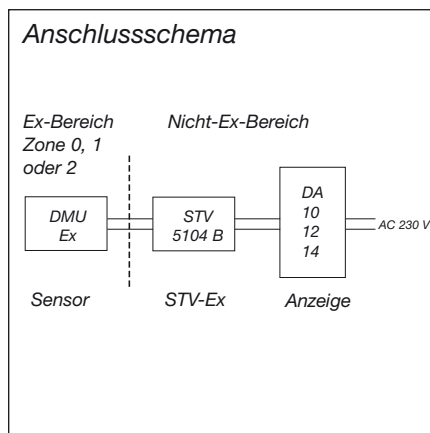 Anschlussschema
Ex-Bereich
Zone 0, 1
oder 2
Nicht-Ex-Bereich
DMU
Ex
STV
5104 B
DA
10
12
14
AC 230 V
Sensor
STV-Ex
Anzeige